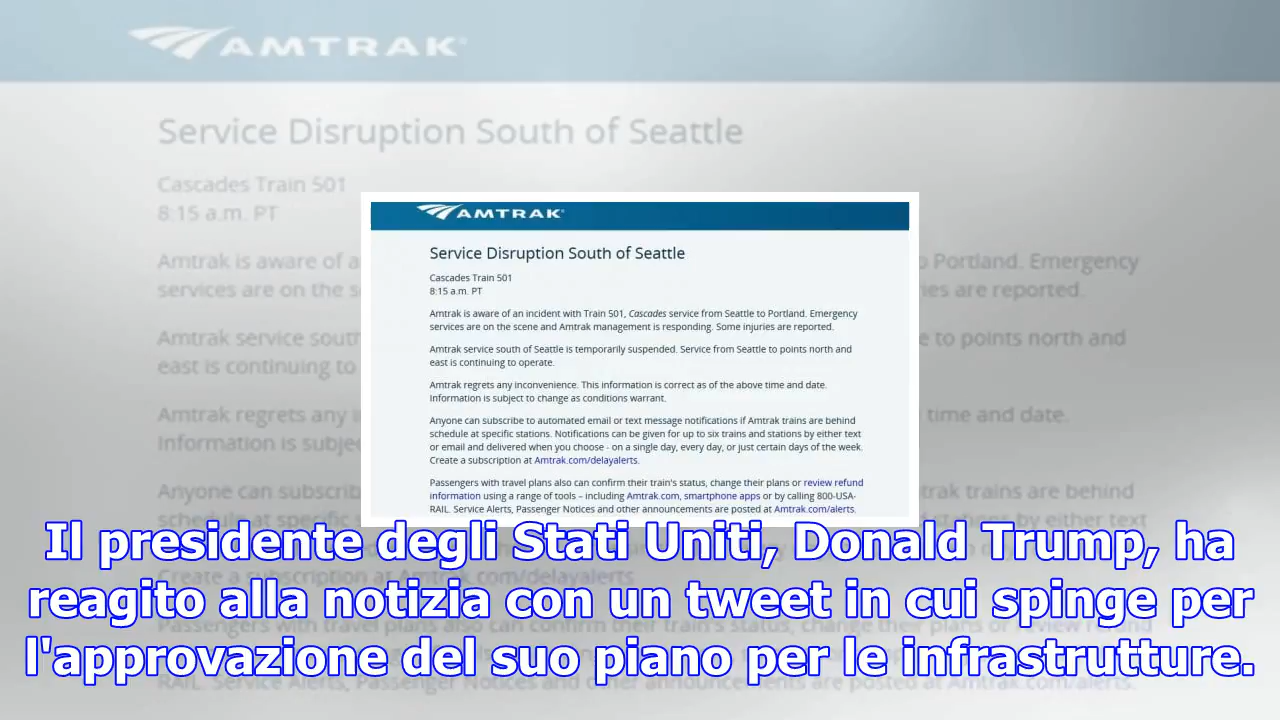 AMTRAK
Service Disruption South of Seattle
Cascades Train 501
8:15 a.m. PT
Amtrak is aware of an incident with Train 501, Cascades service from Seattle to Portland. Emergency
services are on the scene and Amtrak management is responding. Some injuries are reported.
Amtrak service south of Seattle is temporarily suspended. Service from Seattle to points north and
east is continuing to operate.
Amtrak regrets any inconvenience. This information is correct as of the above time and date.
Information is subject to change as conditions warrant.
Anyone can subscribe to automated email or text message notifications if Amtrak trains are behind
schedule at specific stations. Notifications can be given for up to six trains and stations by either text
or email and delivered when you choose - on a single day, every day, or just certain days of the week.
Create a subscription at Amtrak.com/delayalerts.
Passengers with travel plans also can confirm their train's status, change their plans or review refund
information using a range of tools – including Amtrak.com, smartphone apps or by calling 800-USA-
RAIL. Service Alerts, Passenger Notices and other announcements are posted at Amtrak.com/alerts.
Il presidente degli Stati Uniti, Donald Trump, ha
reagito alla notizia con un tweet in cui spinge per
l'approvazione del suo piano per le infrastrutture.